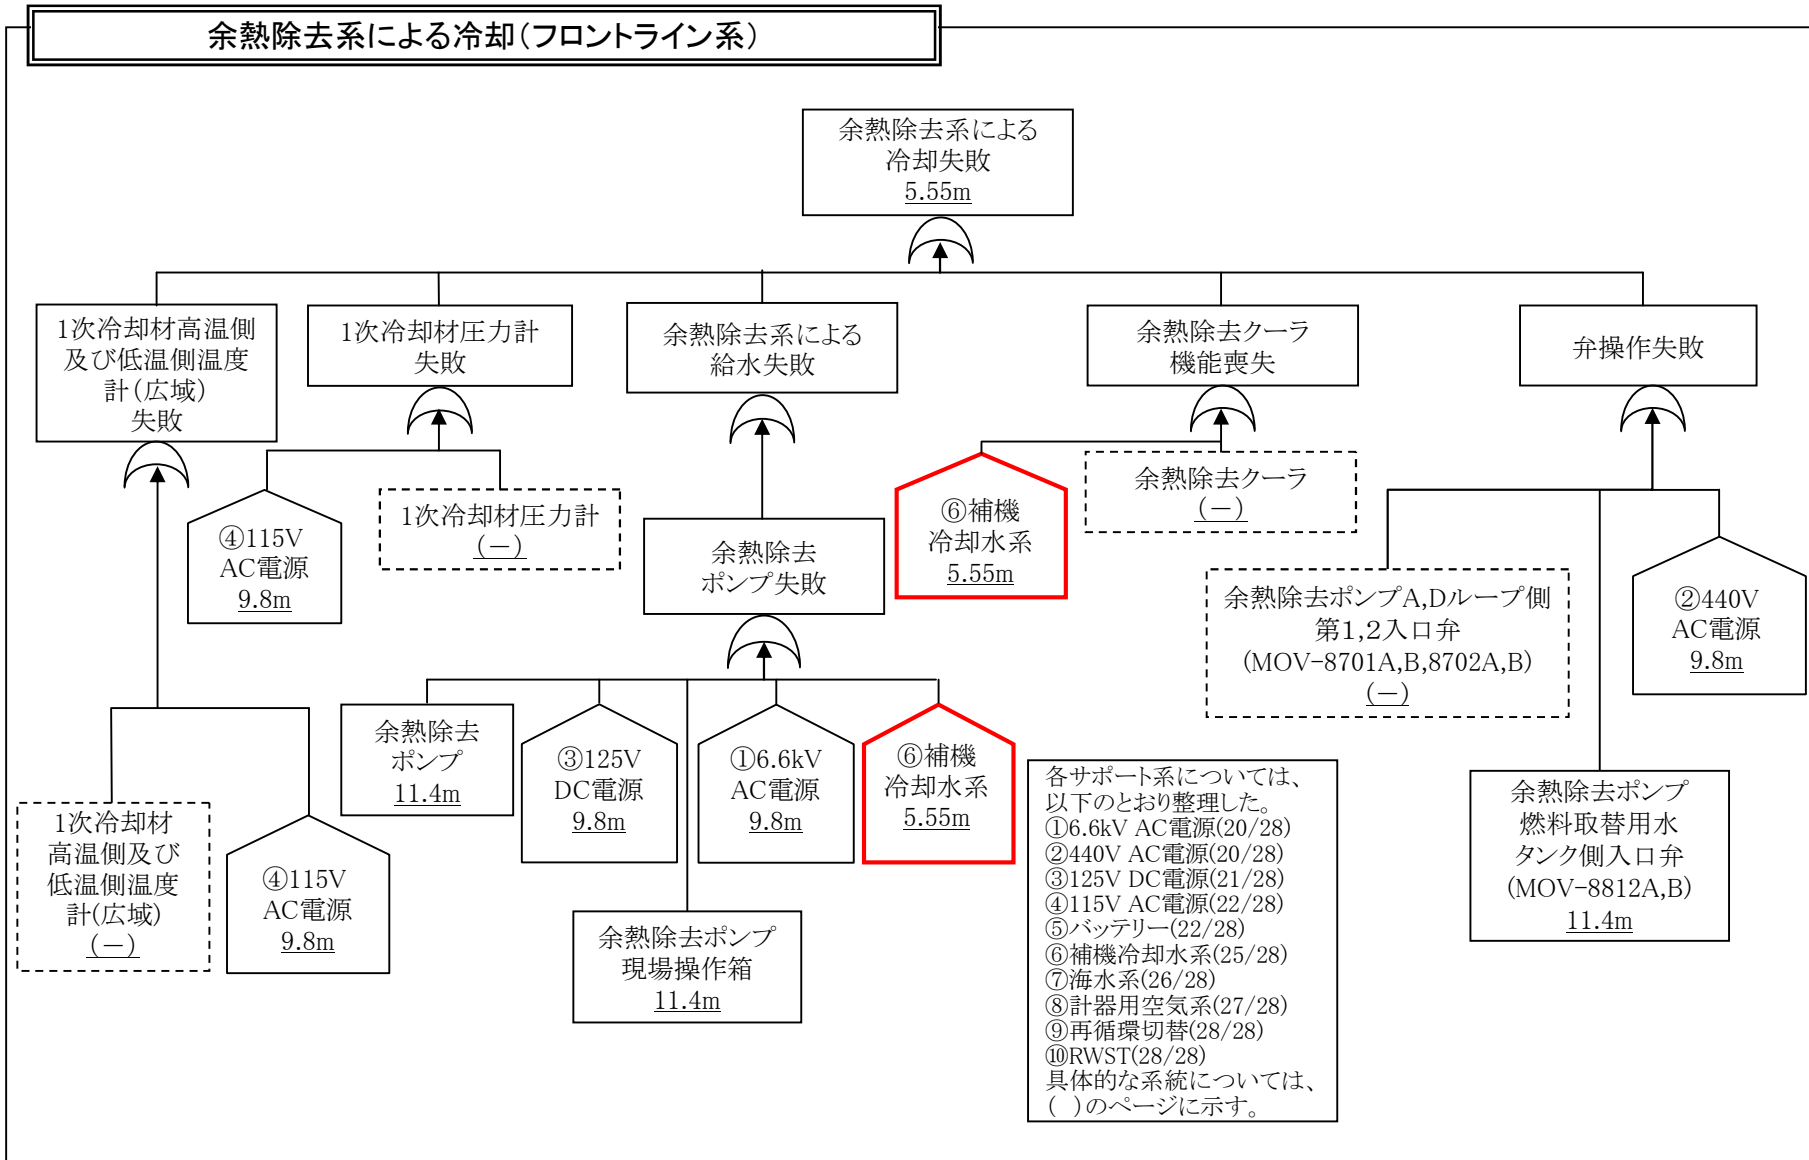 余熱除去系による冷却(フロントライン系)
余熱除去系による
冷却失敗
5.55m
1次冷却材高温側
及び低温側温度
計(広域)
失敗
1次冷却材圧力計
失敗
余熱除去系による
給水失敗
余熱除去クーラ
機能喪失
弁操作失敗
④115V
AC電源
9.8m
1次冷却材圧力計
(－)
余熱除去
ポンプ失敗
⑥補機
冷却水系
5.55m
余熱除去クーラ
(－)
余熱除去ポンプA,Dループ側
第1,2入口弁
(MOV-8701A,B,8702A,B)
(－)
②440V
AC電源
9.8m
1次冷却材
高温側及び
低温側温度
計(広域)
(－)
④115V
AC電源
9.8m
余熱除去
ポンプ
11.4m
③125V
DC電源
9.8m
余熱除去ポンプ
現場操作箱
11.4m
①6.6kV
AC電源
9.8m
⑥補機
冷却水系
5.55m
余熱除去ポンプ
燃料取替用水
タンク側入口弁
(MOV-8812A,B)
11.4m
各サポート系については、
以下のとおり整理した。
①6.6kV AC電源(20/28)
②440V AC電源(20/28)
③125V DC電源(21/28)
④115V AC電源(22/28)
⑤バッテリー(22/28)
⑥補機冷却水系(25/28)
⑦海水系(26/28)
⑧計器用空気系(27/28)
⑨再循環切替(28/28)
⑩RWST(28/28)
具体的な系統については、
( )のページに示す。